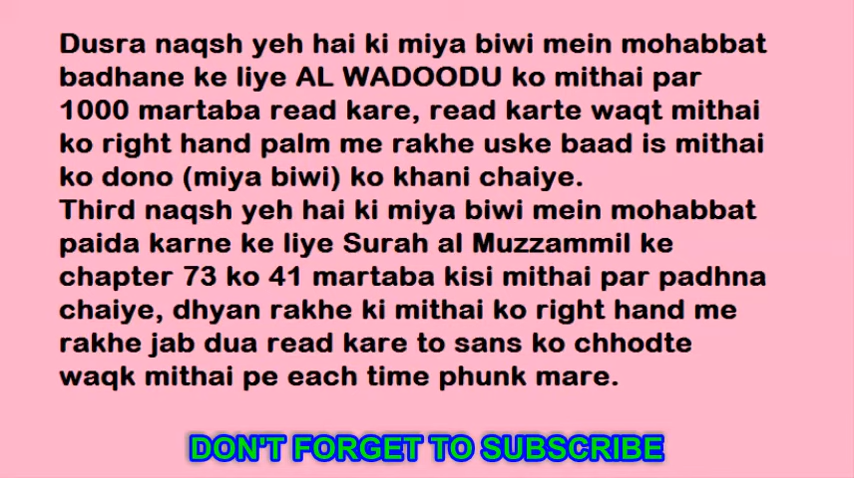 Dusra naqsh yeh hai ki miya biwi mein mohabbat
badhane ke liye AL WADOODU ko mithai par
1000 martaba read kare, read karte waqt mithai
ko right hand palm me rakhe uske baad is mithai
ko dono (miya biwi) ko khani chaiye.
Third naqsh yeh hai ki miya biwi mein mohabbat
paida karne ke liye Surah al Muzzammil ke
chapter 73 ko 41 martaba kisi mithai par padhna
chaiye, dhyan rakhe ki mithai ko right hand me
rakhe jab dua read kare to sans ko chhodte
waqk mithai pe each time phunk mare.
DON'T FORGET TO SUBSCRIBE